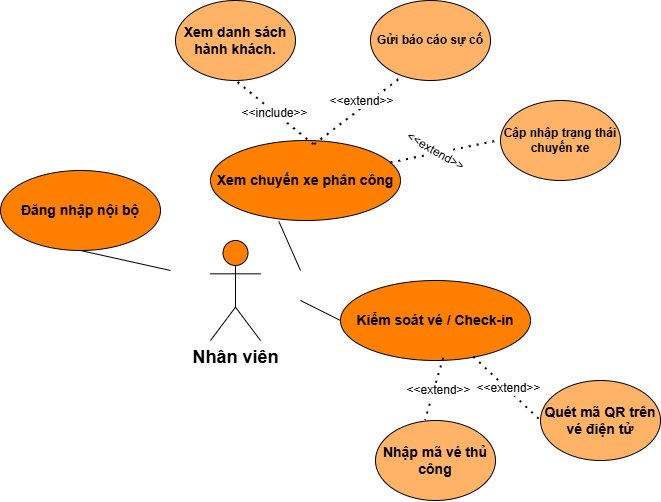 Xem danh sách
hành khách.
Gửi báo cáo sự cố
<<include>>
<<extend>>
Cập nhập trạng thái
chuyến xe
<<extend>>
Xem chuyến xe phân công
Đăng nhập nội bộ
Nhân viên
Kiểm soát vé / Check-in
<<extend>>
<<extend>>
Quét mã QR trên
vé điện tử
Nhập mã vé thủ
công